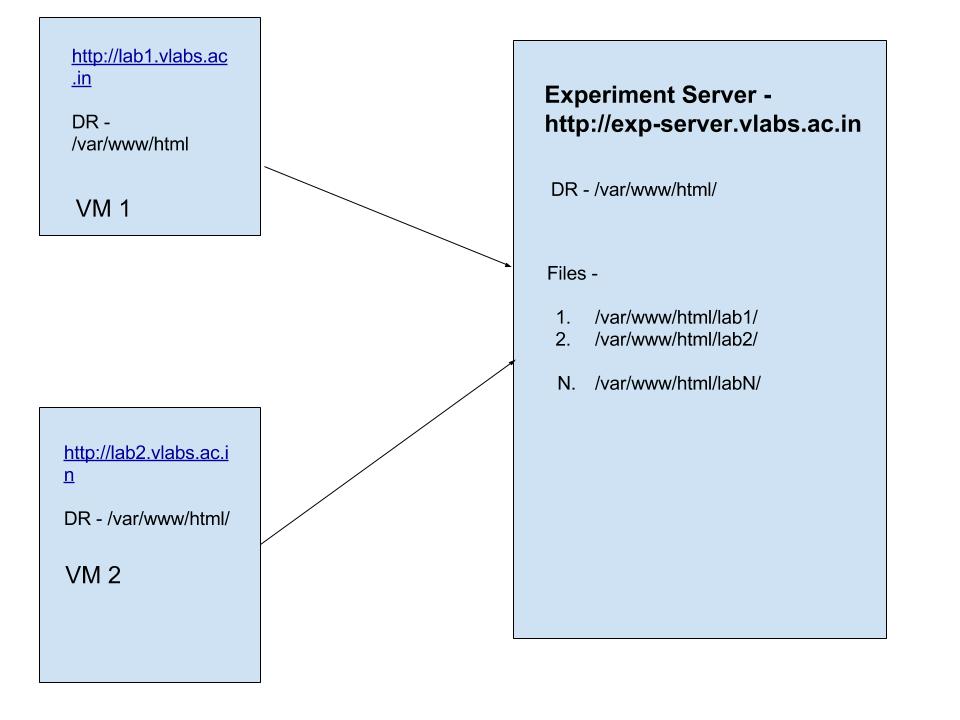 http://lab1.vlabs.ac
.in
DR -
/var/www/html
VM 1
http://lab2.vlabs.ac.i
n
DR - /var/www/html/
VM 2
Experiment Server -
http://exp-server.vlabs.ac.in
DR - /var/www/html/
Files -
1. /var/www/html/lab1/
2. /var/www/html/lab2/
N. /var/www/html/labN/